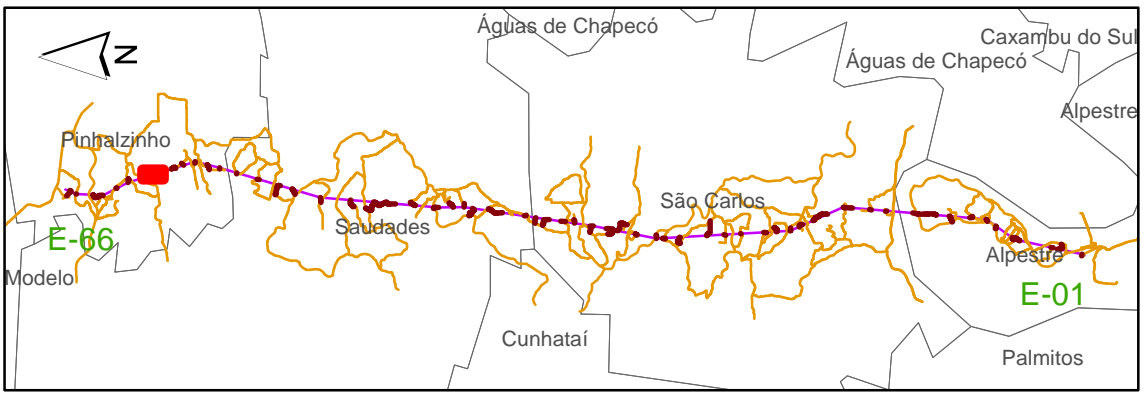 Águas de Chapecó
Caxambu do Sul
N
Águas de Chapecó
Alpestre
Pinhalzinho
São Carlos
Saudades
E-66
Alpestre
Modelo
E-01
Cunhataí
Palmitos